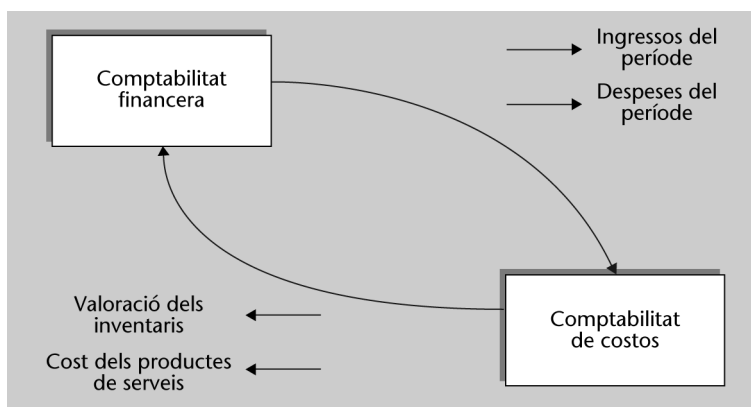 Comptabilitat
financera
Ingressos del
període
Despeses del
període
Valoració dels
inventaris
Cost dels productes
de serveis
Comptabilitat
de costos